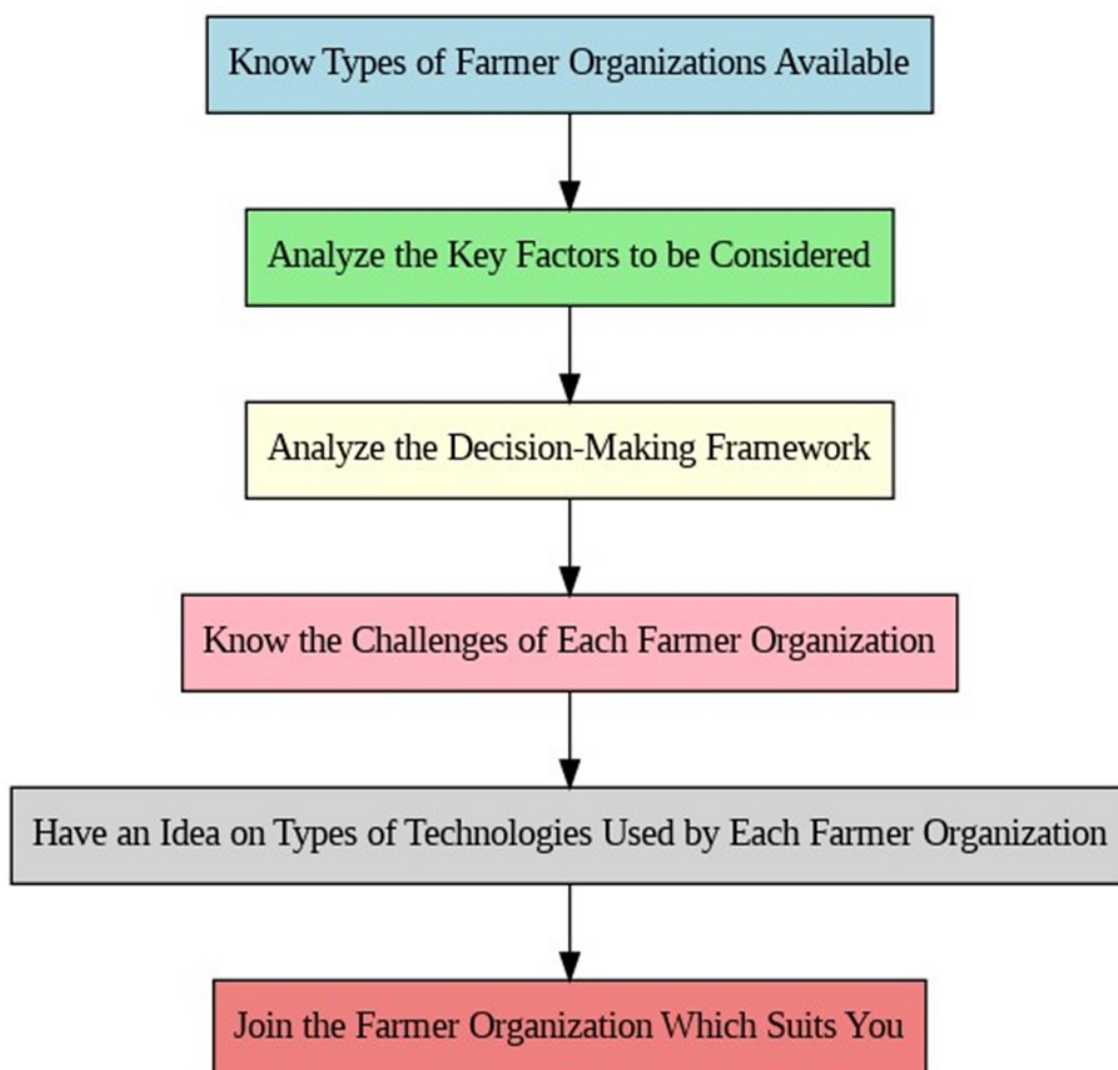 Know Types of Farmer Organizations Available
Analyze the Key Factors to be Considered
Analyze the Decision-Making Framework
Know the Challenges of Each Farmer Organization
Have an Idea on Types of Technologies Used by Each Farmer Organization
Join the Farmer Organization Which Suits You